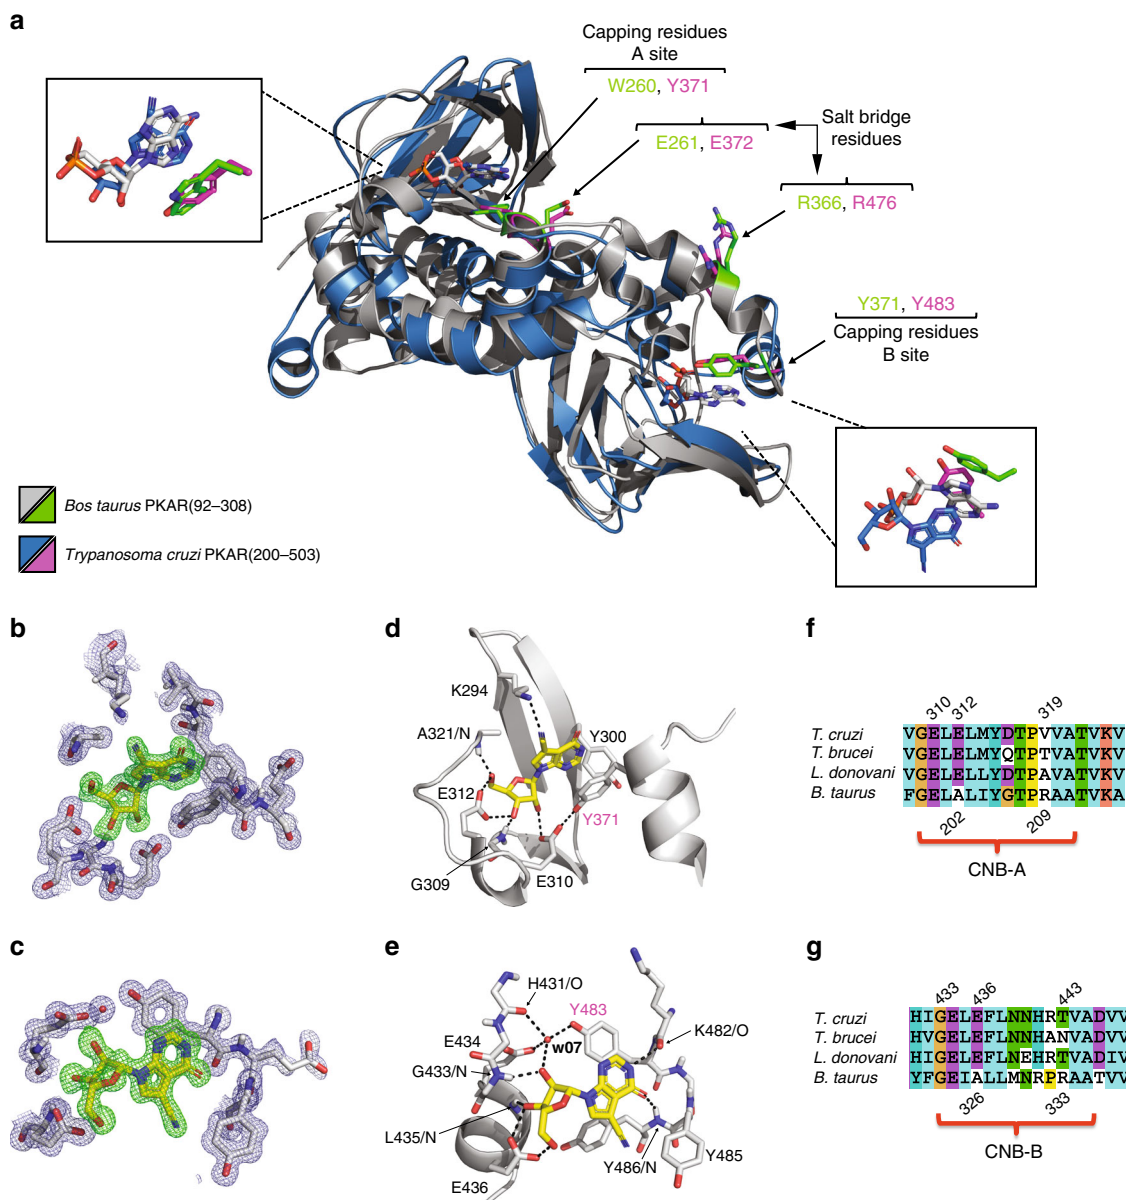 a
Capping residues
A site
W260, Y371
Salt bridge
residues
E261, E372
R366, R476
Y371, Y483
Capping residues
B site
Bos taurus PKAR(92–308)
Trypanosoma cruzi PKAR(200–503)
b
d
K294
A321/N
Y300
E312
Y371
G309
E310
f
310
312
319
T. cruzi VGELELMYDTPVVATVKV
T. brucei VGELELMYQTPTVATVKV
L. donovani VGELELLYDTPAVATVKV
B. taurus FGELALIYGTPRAATVKA
202
209
CNB-A
c
e
H431/O
Y483
K482/O
E434
w07
G433/N
L435/N
Y486/N
Y485
E436
g
433
436
443
T. cruzi HIGELEFLNNHRTVADVV
T. brucei HIGELEFLNNHANVADVV
L. donovani HIGELEFLNEHRTVADIV
B. taurus YFGEIALLMNRPRAATVV
326
333
CNB-B